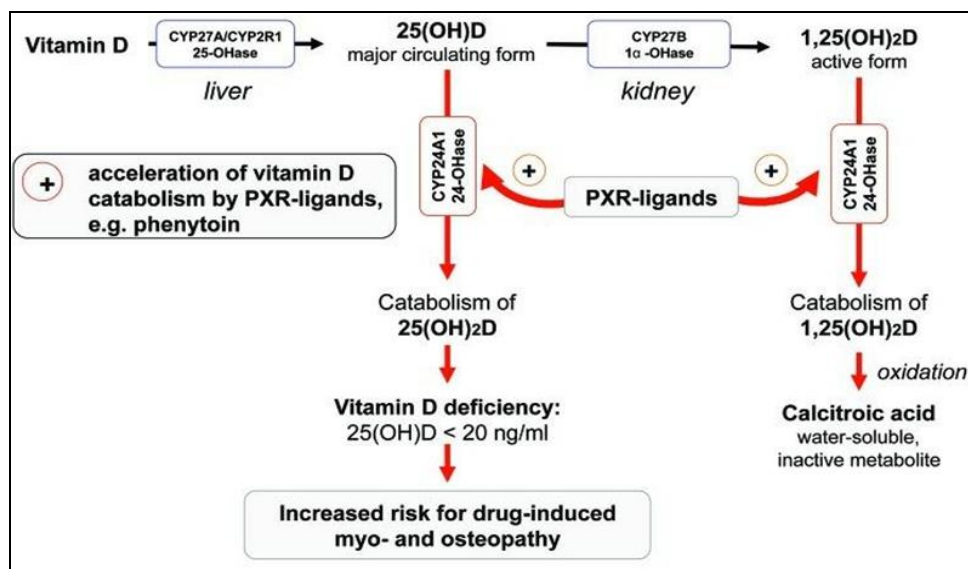 Vitamin D
CYP27A/CYP2R1
25-OHase
liver
25(OH)D
major circulating form
CYP27B
1α -OHase
kidney
1,25(OH)₂D
active form
+
acceleration of vitamin D
catabolism by PXR-ligands,
e.g. phenytoin
CYP24A1
24-OHase
+
PXR-ligands
+
CYP24A1
24-OHase
Catabolism of
25(OH)₂D
Vitamin D deficiency:
25(OH)D < 20 ng/ml
Increased risk for drug-induced
myo- and osteopathy
Catabolism of
1,25(OH)₂D
oxidation
Calcitroic acid
water-soluble,
inactive metabolite